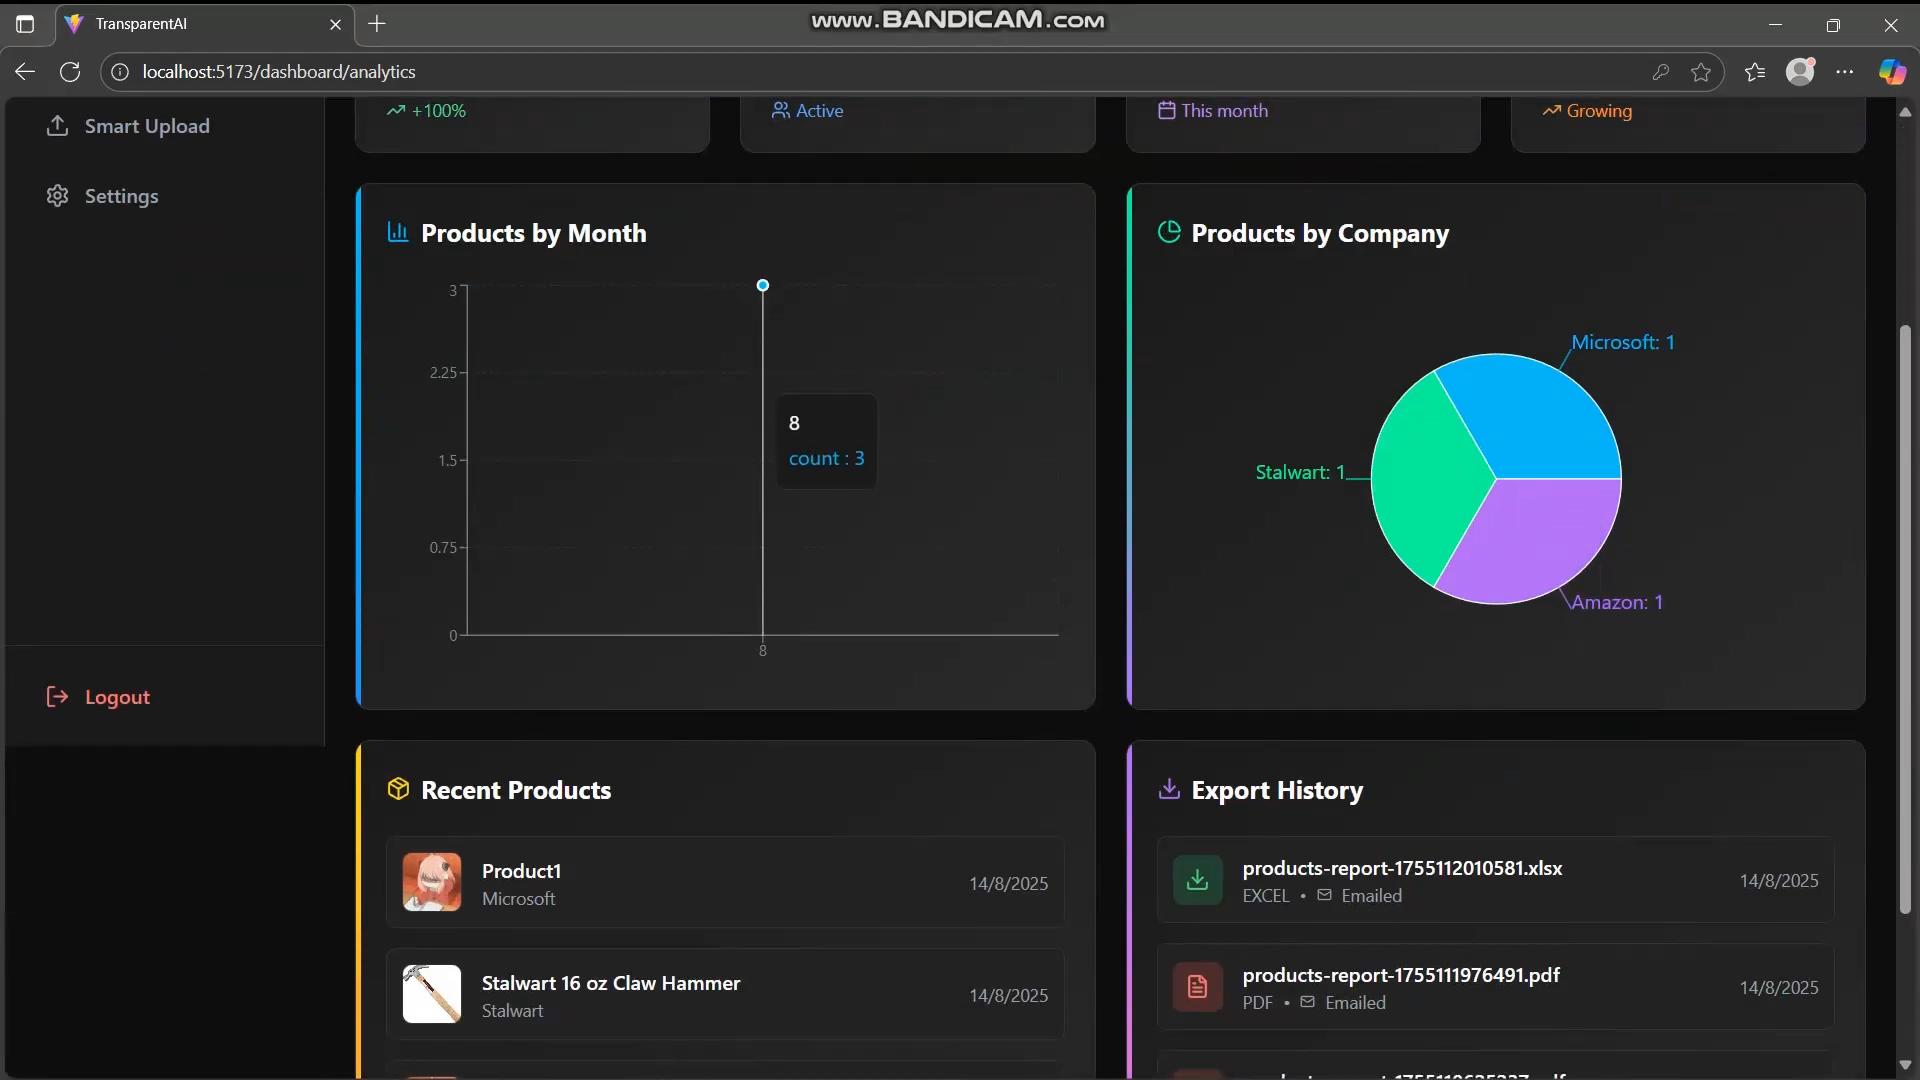 TransparentAI
www.BANDICAM.com
localhost:5173/dashboard/analytics
Smart Upload
Settings
Logout
+100%
Active
This month
Growing
Products by Month
3
2.25
1.5
0.75
0
8
8
count : 3
Products by Company
Microsoft: 1
Stalwart: 1
Amazon: 1
Recent Products
Product1
Microsoft
14/8/2025
Stalwart 16 oz Claw Hammer
Stalwart
14/8/2025
Export History
products-report-1755112010581.xlsx
EXCEL • Emailed
14/8/2025
products-report-1755111976491.pdf
PDF • Emailed
14/8/2025